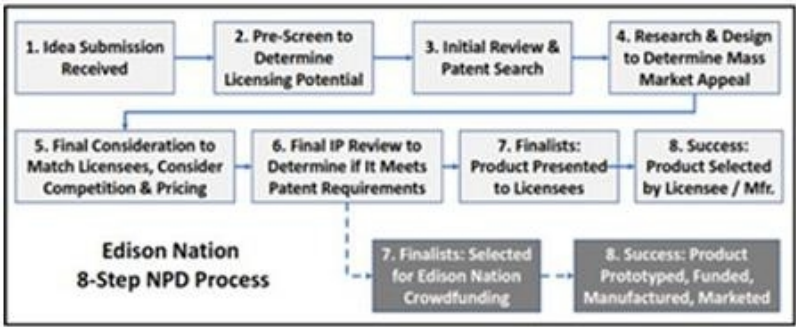 1. Idea Submission
Received
2. Pre-Screen to
Determine
Licensing Potential
3. Initial Review &
Patent Search
4. Research & Design
to Determine Mass
Market Appeal
5. Final Consideration to
Match Licensees, Consider
Competition & Pricing
6. Final IP Review to
Determine if It Meets
Patent Requirements
7. Finalists:
Product Presented
to Licensees
8. Success:
Product Selected
by Licensee / Mfr.
Edison Nation
8-Step NPD Process
7. Finalists: Selected
for Edison Nation
Crowdfunding
8. Success: Product
Prototyped, Funded,
Manufactured, Marketed